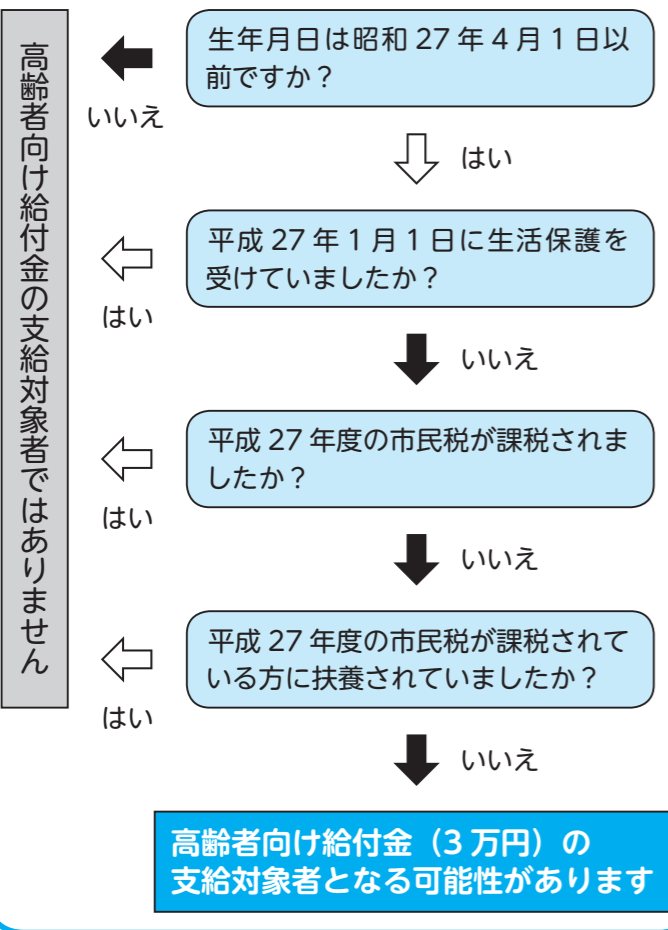 高齢者向け給付金の支給対象者ではありません
生年月日は昭和 27 年 4 月 1 日以
前ですか？
いいえ
はい
平成 27 年 1 月 1 日に生活保護を
受けていましたか？
はい
いいえ
平成 27 年度の市民税が課税されま
したか？
はい
いいえ
平成 27 年度の市民税が課税されて
いる方に扶養されていましたか？
はい
いいえ
高齢者向け給付金（3 万円）の
支給対象者となる可能性があります